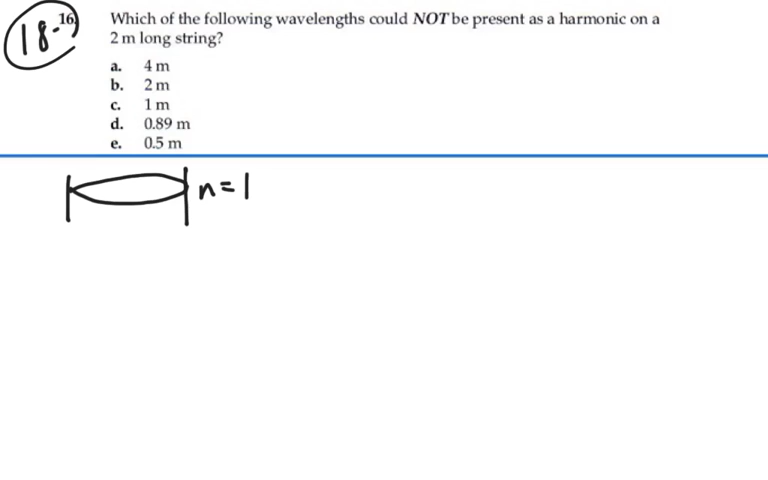 18-16)
Which of the following wavelengths could NOT be present as a harmonic on a
2 m long string?
a. 4 m
b. 2 m
c. 1 m
d. 0.89 m
e. 0.5 m
n=1